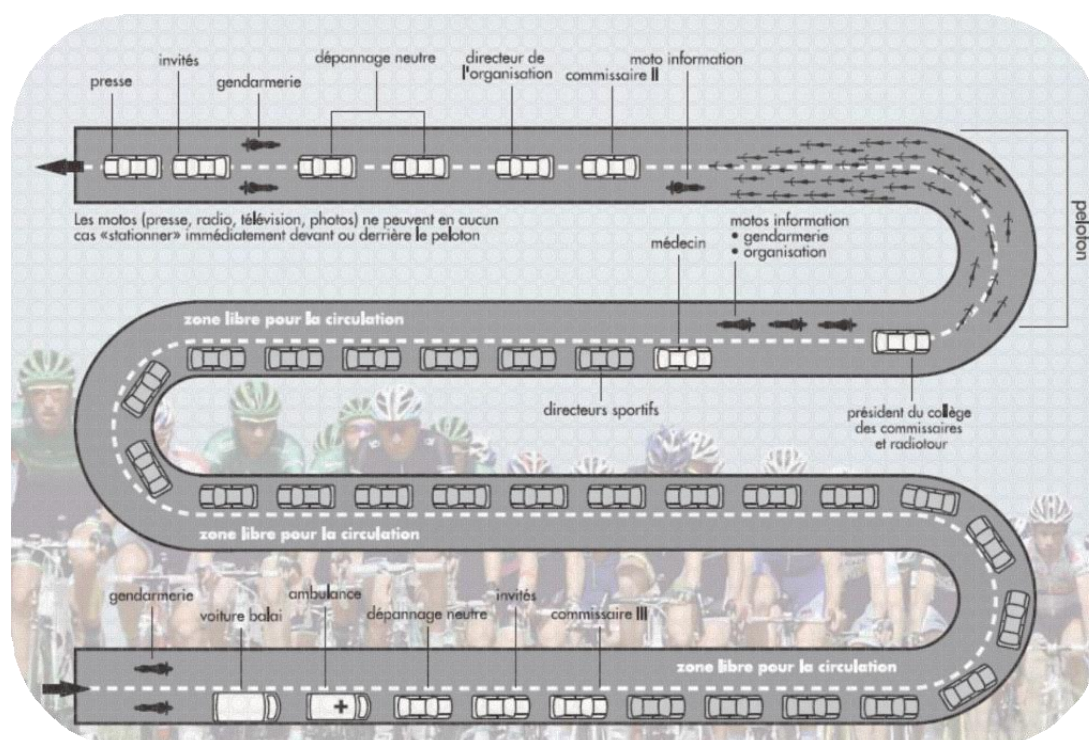 presse
invités
gendarmerie
dépannage neutre
directeur de
l'organisation
commissaire II
moto information
Les motos (presse, radio, télévision, photos) ne peuvent en aucun
cas «stationner» immédiatement devant ou derrière le peloton
peloton
médecin
motos information
• gendarmerie
• organisation
zone libre pour la circulation
directeurs sportifs
président du collège
des commissaires
et radiotour
zone libre pour la circulation
gendarmerie
voiture balai
ambulance
dépannage neutre
invités
commissaire III
zone libre pour la circulation